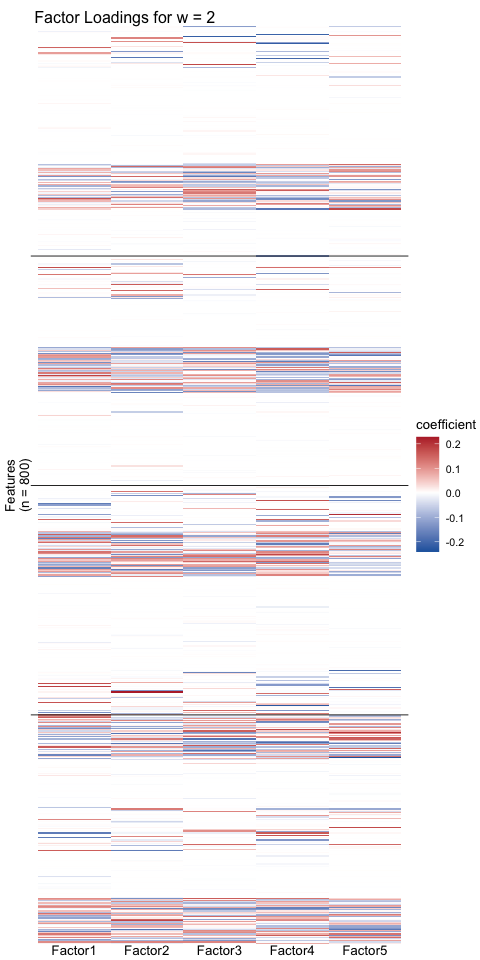 Factor Loadings for w = 2
Features
(n = 800)
coefficient
0.2
0.1
0.0
-0.1
-0.2
Factor1 Factor2 Factor3 Factor4 Factor5